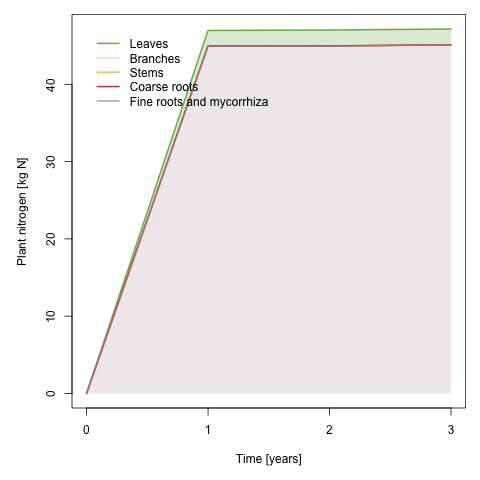 Leaves
Branches
Stems
Coarse roots
Fine roots and mycorrhiza
Plant nitrogen [kg N]
40
30
20
10
0
0 1 2 3
Time [years]